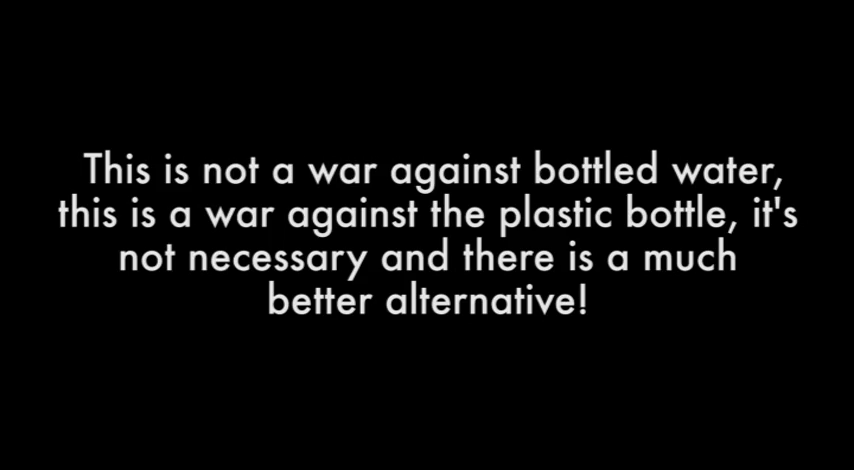 This is not a war against bottled water,
this is a war against the plastic bottle, it's
not necessary and there is a much
better alternative!